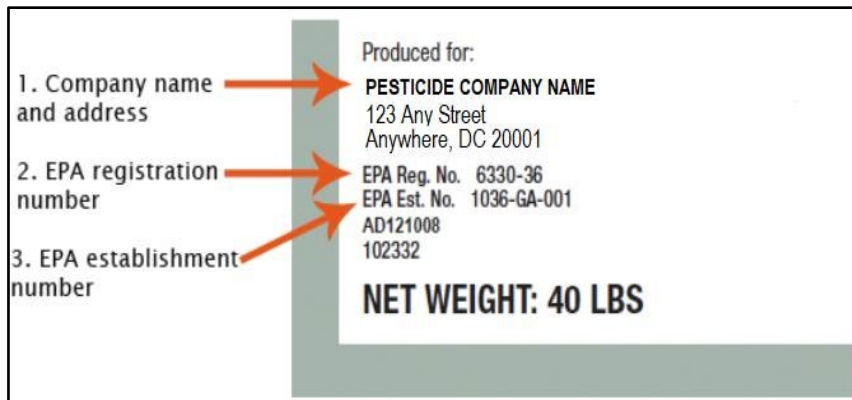 1. Company name
and address
2. EPA registration
number
3. EPA establishment
number
Produced for:
PESTICIDE COMPANY NAME
123 Any Street
Anywhere, DC 20001
EPA Reg. No. 6330-36
EPA Est. No. 1036-GA-001
AD121008
102332
NET WEIGHT: 40 LBS